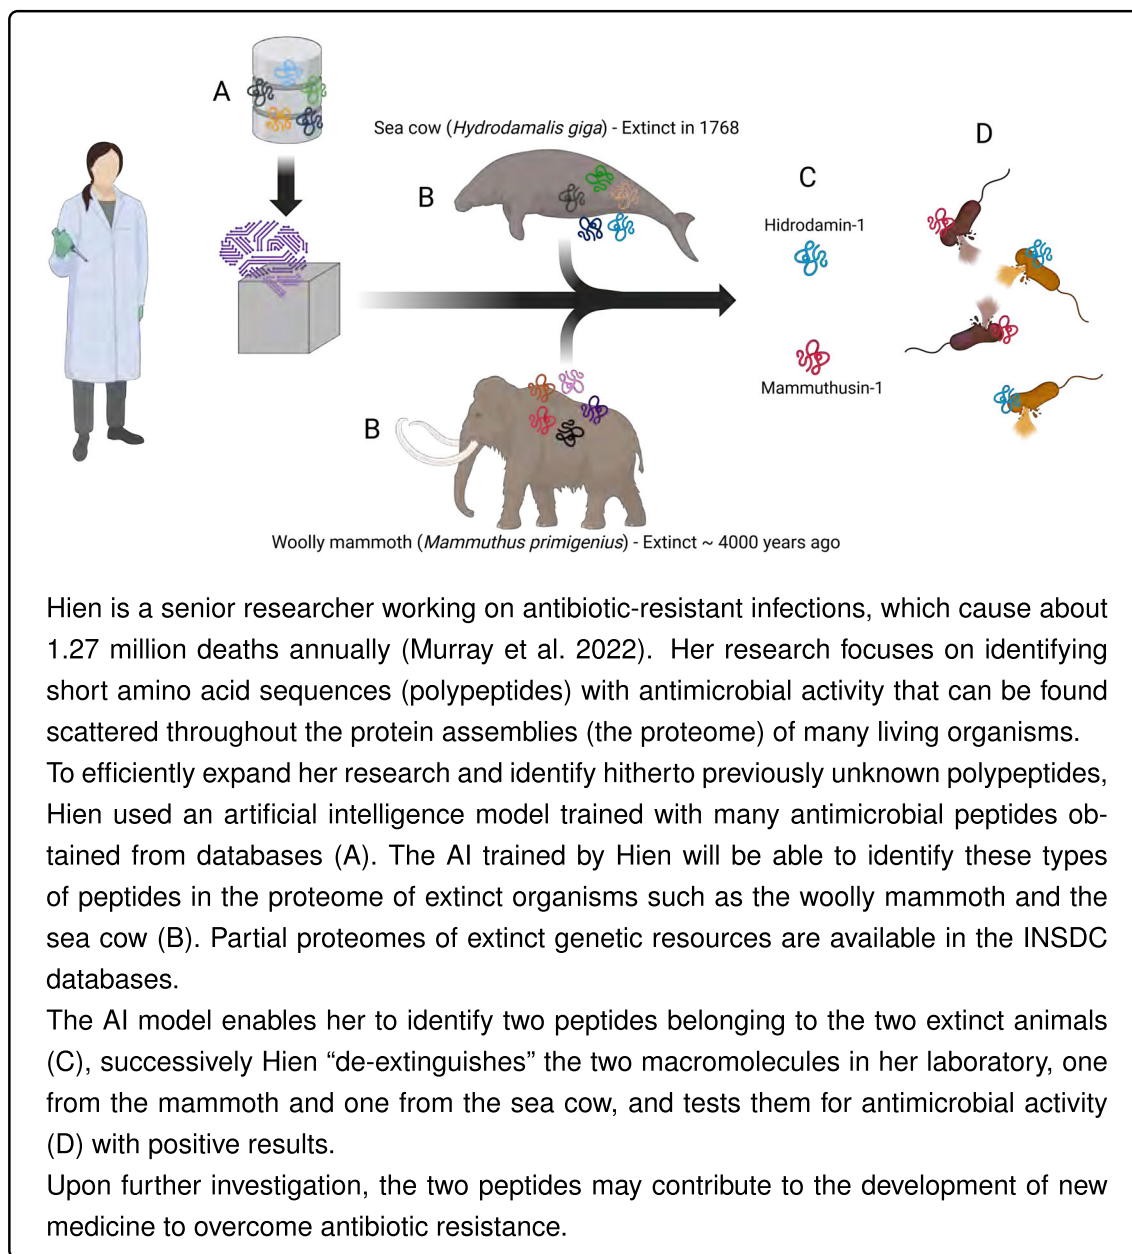 A
Sea cow (Hydrodamalis giga) - Extinct in 1768
D
B
C
Hidrodamin-1
Mammuthusin-1
B
Woolly mammoth (Mammuthus primigenius) - Extinct ~ 4000 years ago
Hien is a senior researcher working on antibiotic-resistant infections, which cause about
1.27 million deaths annually (Murray et al. 2022). Her research focuses on identifying
short amino acid sequences (polypeptides) with antimicrobial activity that can be found
scattered throughout the protein assemblies (the proteome) of many living organisms.
To efficiently expand her research and identify hitherto previously unknown polypeptides,
Hien used an artificial intelligence model trained with many antimicrobial peptides ob-
tained from databases (A). The AI trained by Hien will be able to identify these types
of peptides in the proteome of extinct organisms such as the woolly mammoth and the
sea cow (B). Partial proteomes of extinct genetic resources are available in the INSDC
databases.
The AI model enables her to identify two peptides belonging to the two extinct animals
(C), successively Hien “de-extinguishes” the two macromolecules in her laboratory, one
from the mammoth and one from the sea cow, and tests them for antimicrobial activity
(D) with positive results.
Upon further investigation, the two peptides may contribute to the development of new
medicine to overcome antibiotic resistance.